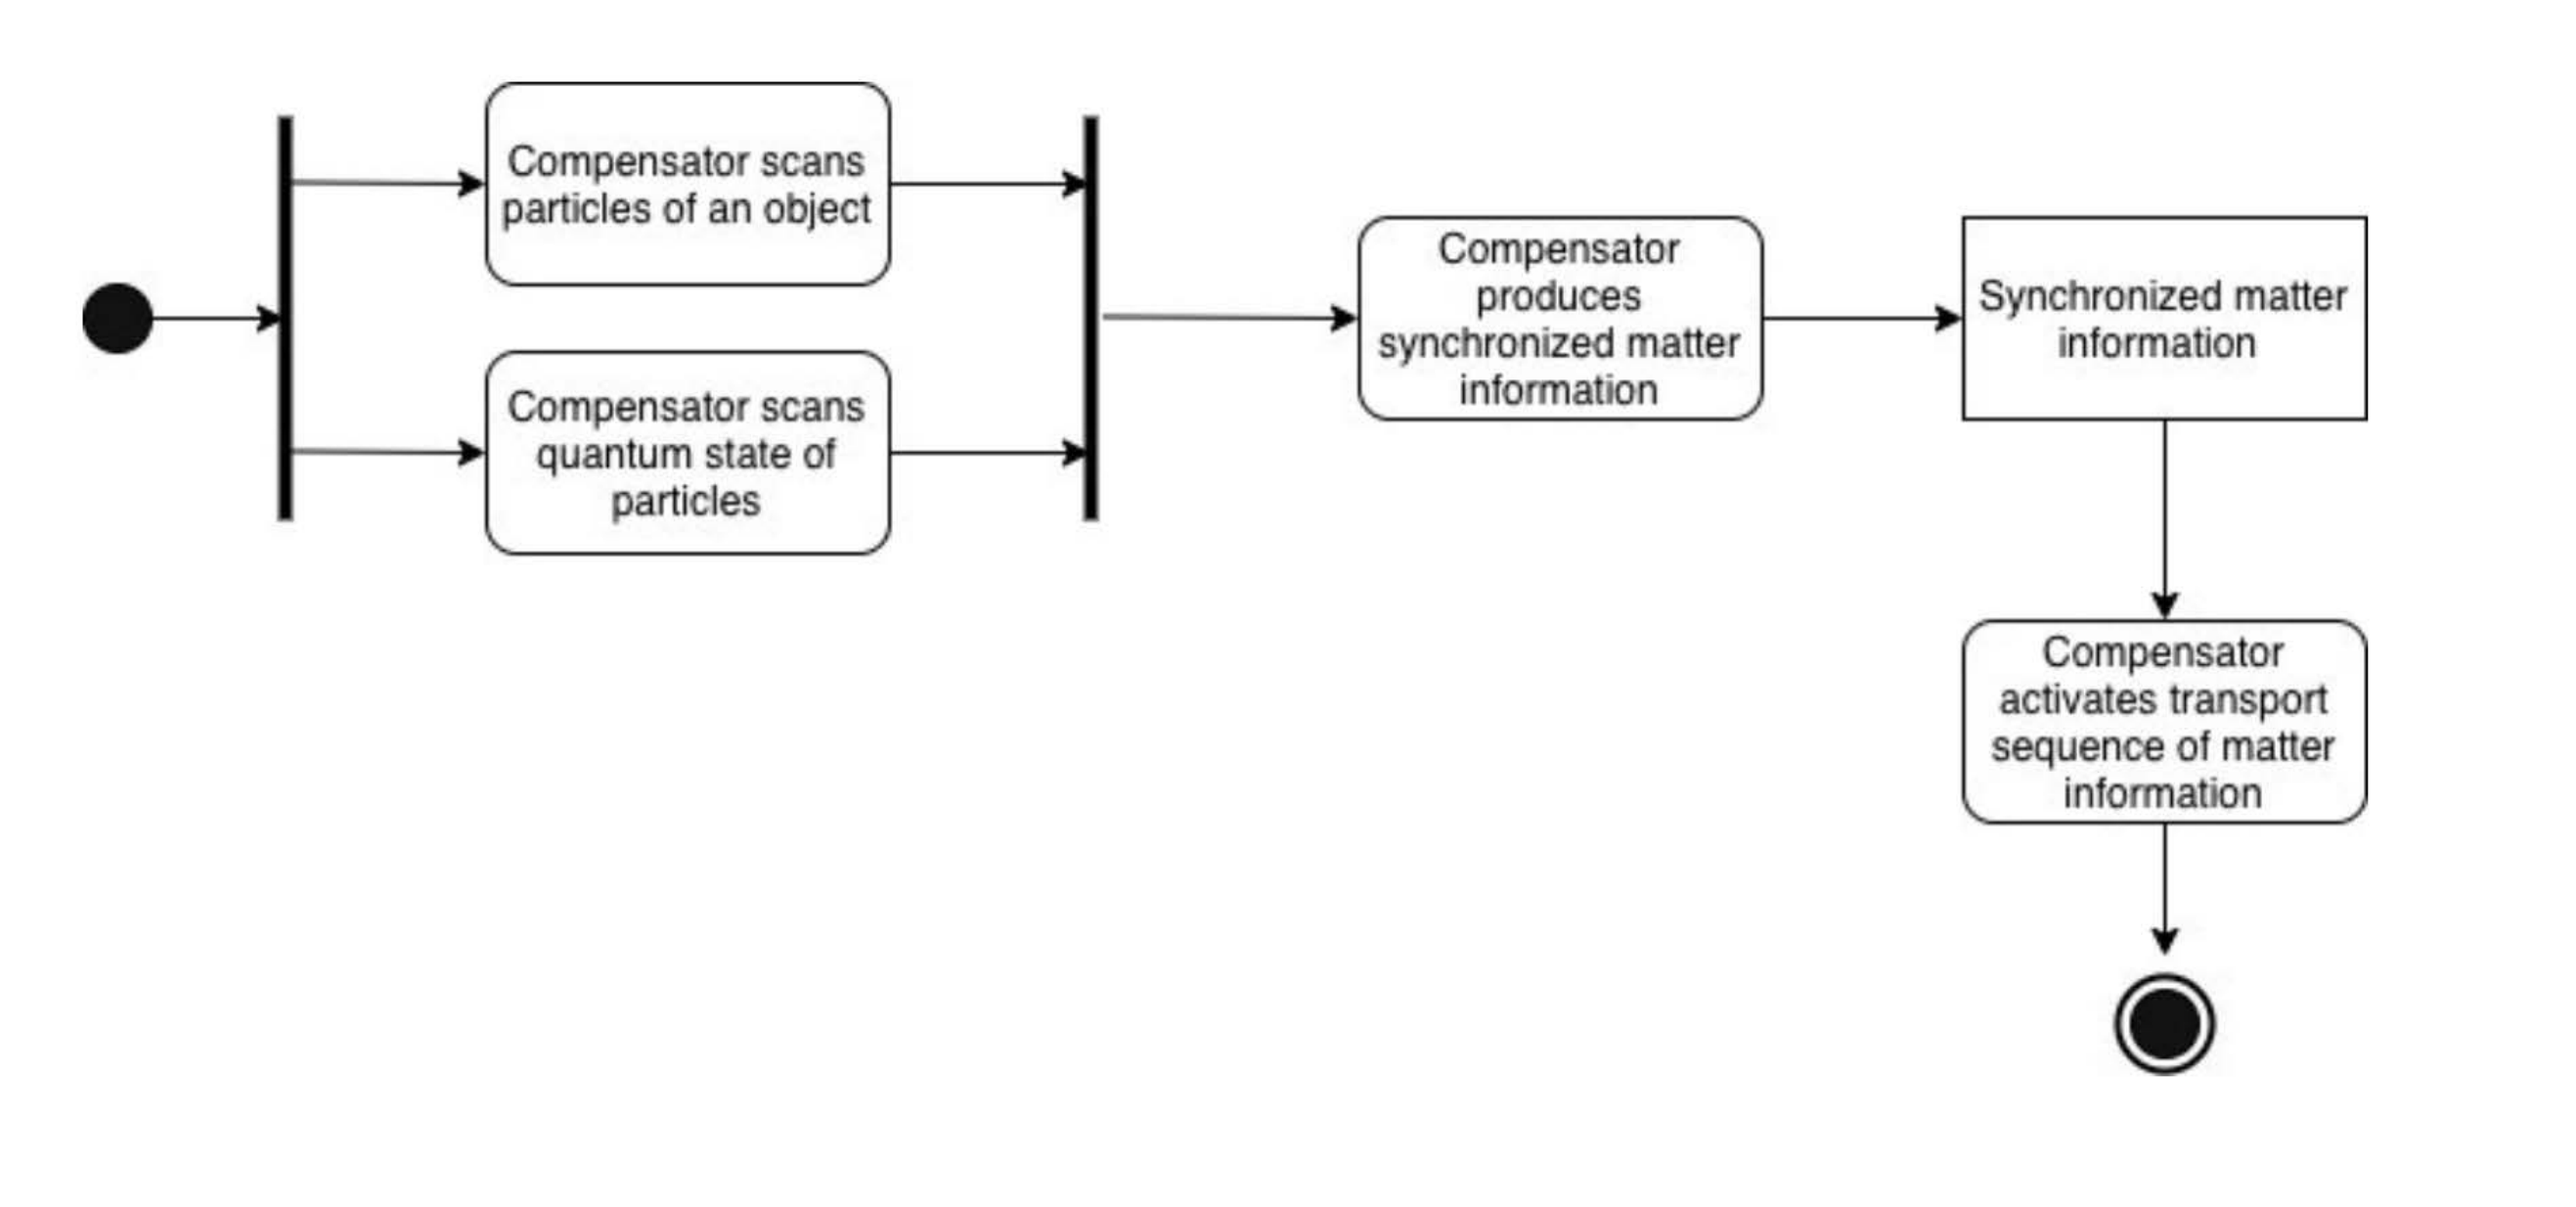 Compensator scans
particles of an object
Compensator scans
quantum state of
particles
Compensator
produces
synchronized matter
information
Synchronized matter
information
Compensator
activates transport
sequence of matter
information